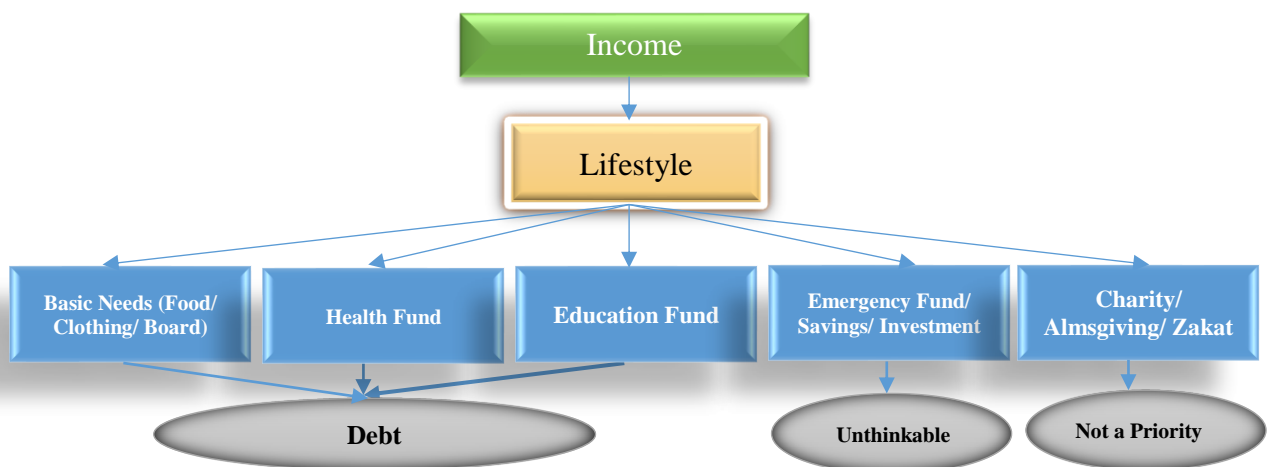 Income
Lifestyle
Basic Needs (Food/
Clothing/ Board)
Health Fund
Education Fund
Emergency Fund/
Savings/ Investment
Charity/
Almsgiving/ Zakat
Debt
Unthinkable
Not a Priority